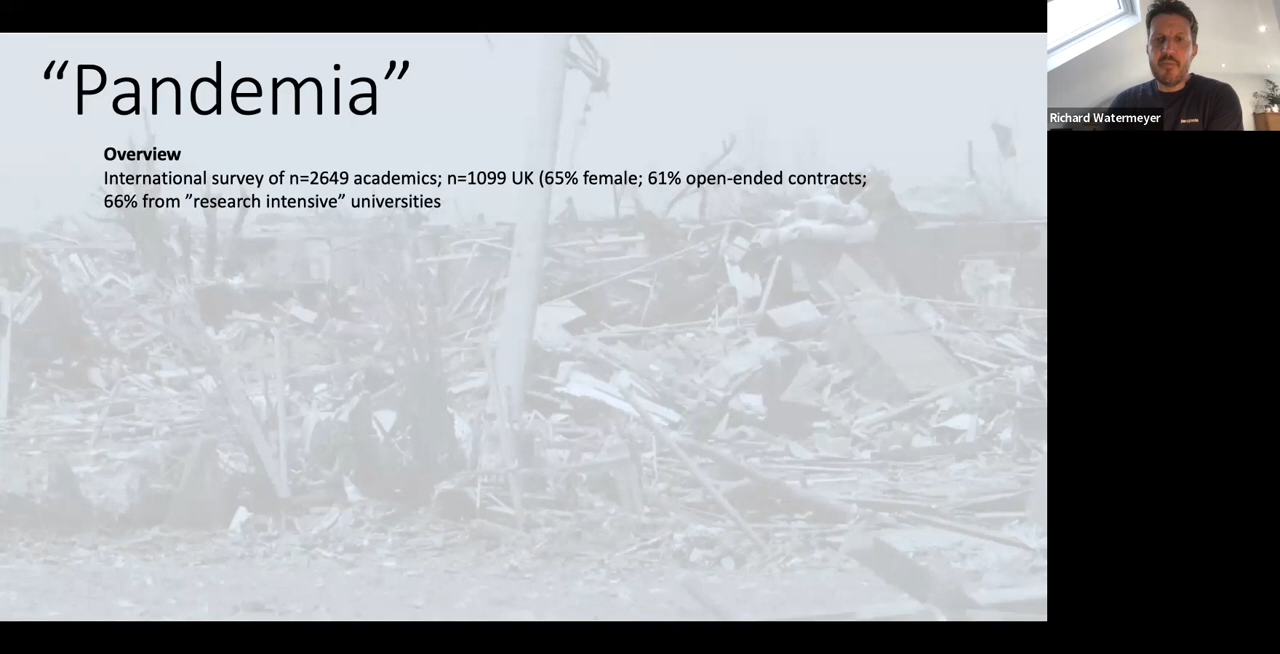 “Pandemia”
Overview
International survey of n=2649 academics; n=1099 UK (65% female; 61% open-ended contracts;
66% from ”research intensive” universities
Richard Watermeyer